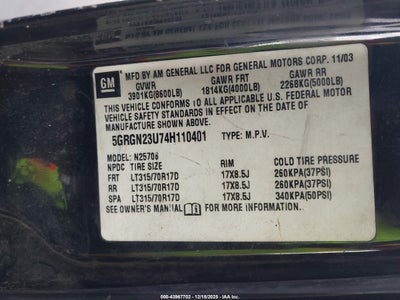 GM
MFD BY AM GENERAL LLC FOR GENERAL MOTORS CORP. 11/03
GVWR GAWR FRT GAWR RR
3901KG(8600LB) 1814KG(4000LB) 2268KG(5000LB)
THIS VEHICLE CONFORMS TO ALL APPLICABLE U.S. FEDERAL MOTOR
VEHICLE SAFETY STANDARDS IN EFFECT ON THE DATE OF
MANUFACTURE SHOWN ABOVE.
5GRGN23U74H110401 TYPE: M.P.V.
MODEL: N25706
NPDC TIRE SIZE RIM COLD TIRE PRESSURE
FRT LT315/70R17D 17X8.5J 260KPA(37PSI)
RR LT315/70R17D 17X8.5J 260KPA(37PSI)
SPA LT315/70R17D 17X8.5J 340KPA(50PSI)
SEE OWNER'S MANUAL FOR MORE INFORMATION.
000-43967702 - 12/18/2025 - USA